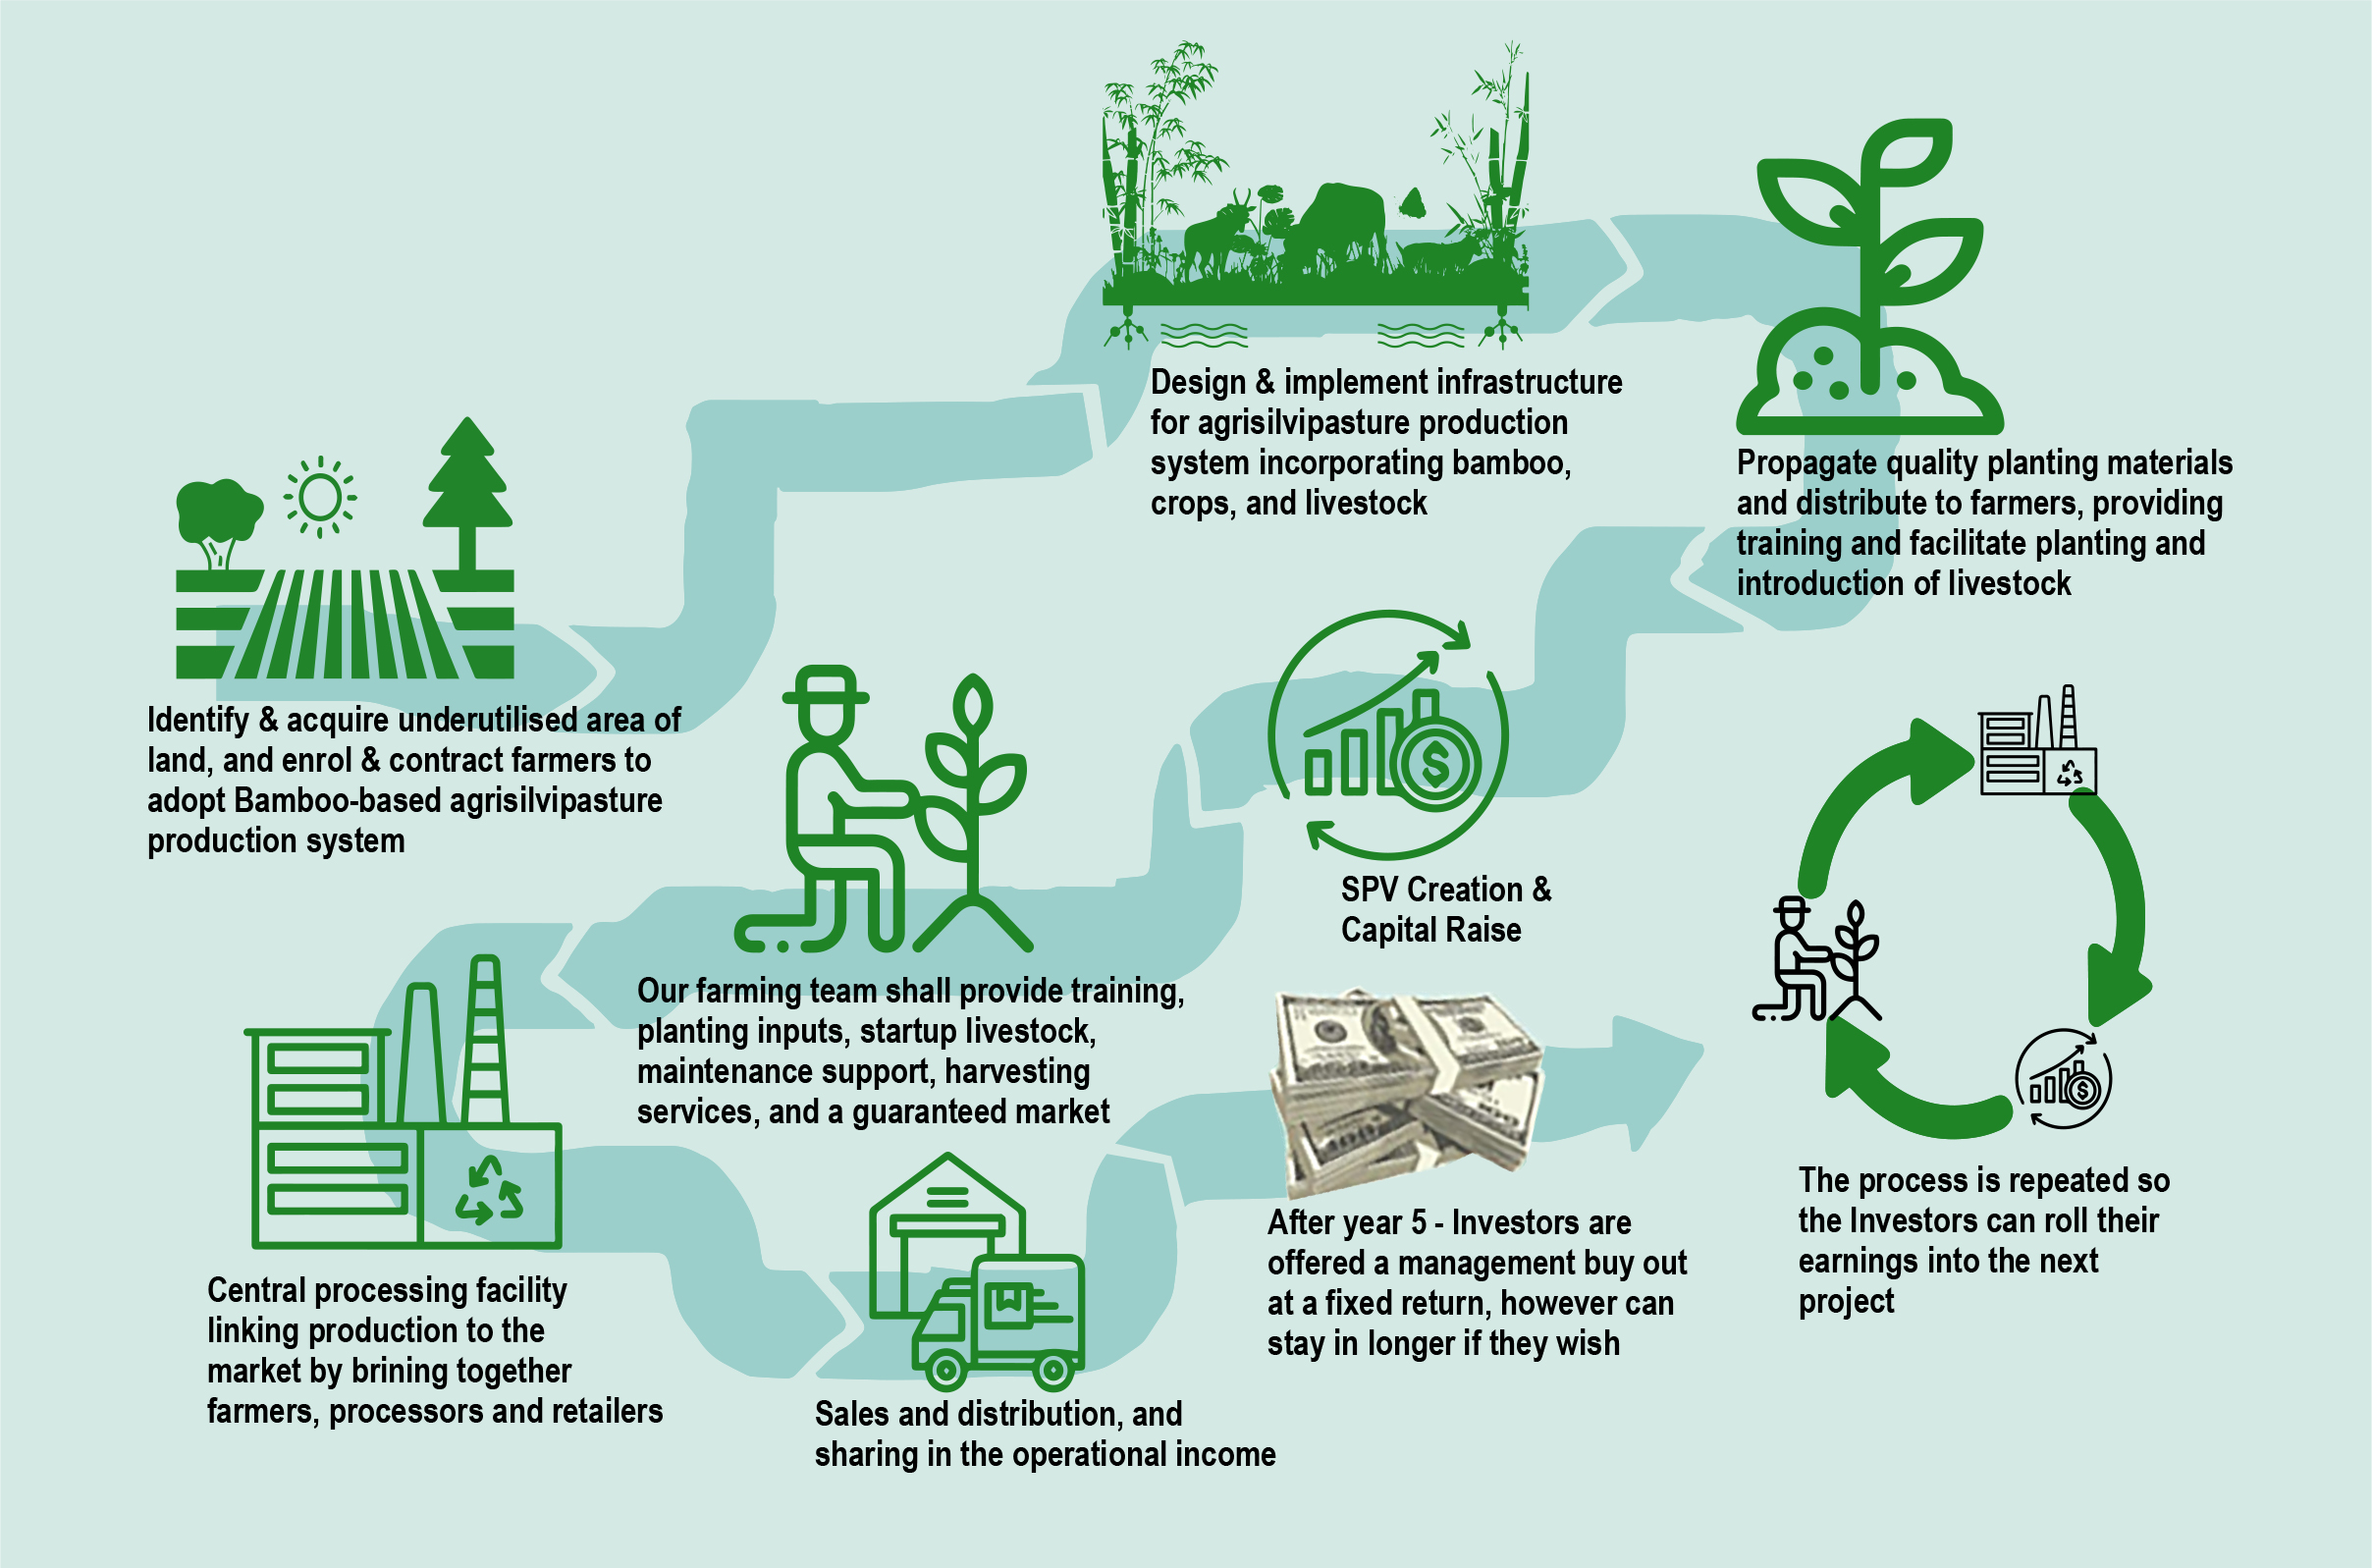 Identify & acquire underutilised area of
land, and enrol & contract farmers to
adopt Bamboo-based agrisilvipasture
production system
Design & implement infrastructure
for agrisilvipasture production
system incorporating bamboo,
crops, and livestock
Propagate quality planting materials
and distribute to farmers, providing
training and facilitate planting and
introduction of livestock
SPV Creation &
Capital Raise
Our farming team shall provide training,
planting inputs, startup livestock,
maintenance support, harvesting
services, and a guaranteed market
Central processing facility
linking production to the
market by brining together
farmers, processors and retailers
Sales and distribution, and
sharing in the operational income
After year 5 - Investors are
offered a management buy out
at a fixed return, however can
stay in longer if they wish
The process is repeated so
the Investors can roll their
earnings into the next
project